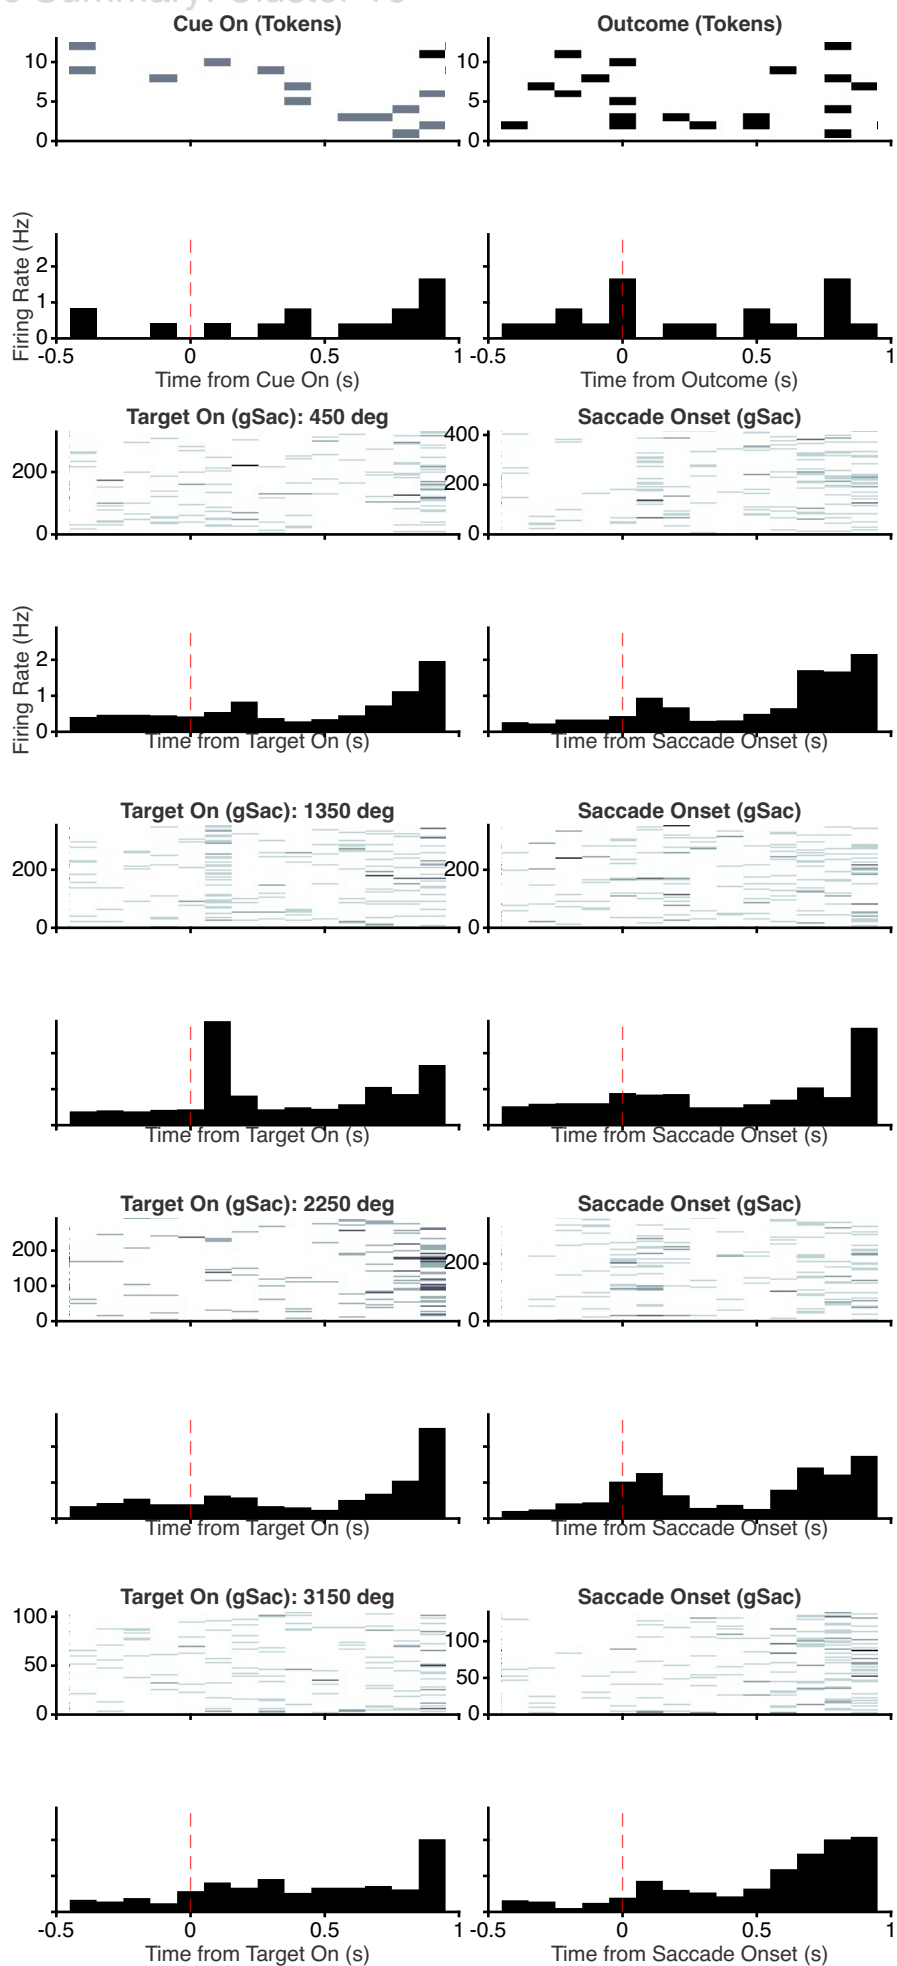 Summary: Cluster
Cue On (Tokens) Outcome (Tokens)
10 10
5 5
0 0
Firing Rate (Hz)
2
1
0
-0.5 0 0.5 1 -0.5 0 0.5 1
Time from Cue On (s) Time from Outcome (s)
Target On (gSac): 450 deg Saccade Onset (gSac)
400
200 200
0 0
Firing Rate (Hz)
2
1
0
Time from Target On (s) Time from Saccade Onset (s)
Target On (gSac): 1350 deg Saccade Onset (gSac)
200 200
0 0
Time from Target On (s) Time from Saccade Onset (s)
Target On (gSac): 2250 deg Saccade Onset (gSac)
200 200
100
0 0
Time from Target On (s) Time from Saccade Onset (s)
Target On (gSac): 3150 deg Saccade Onset (gSac)
100 100
50 50
0 0
-0.5 0 0.5 1 -0.5 0 0.5 1
Time from Target On (s) Time from Saccade Onset (s)